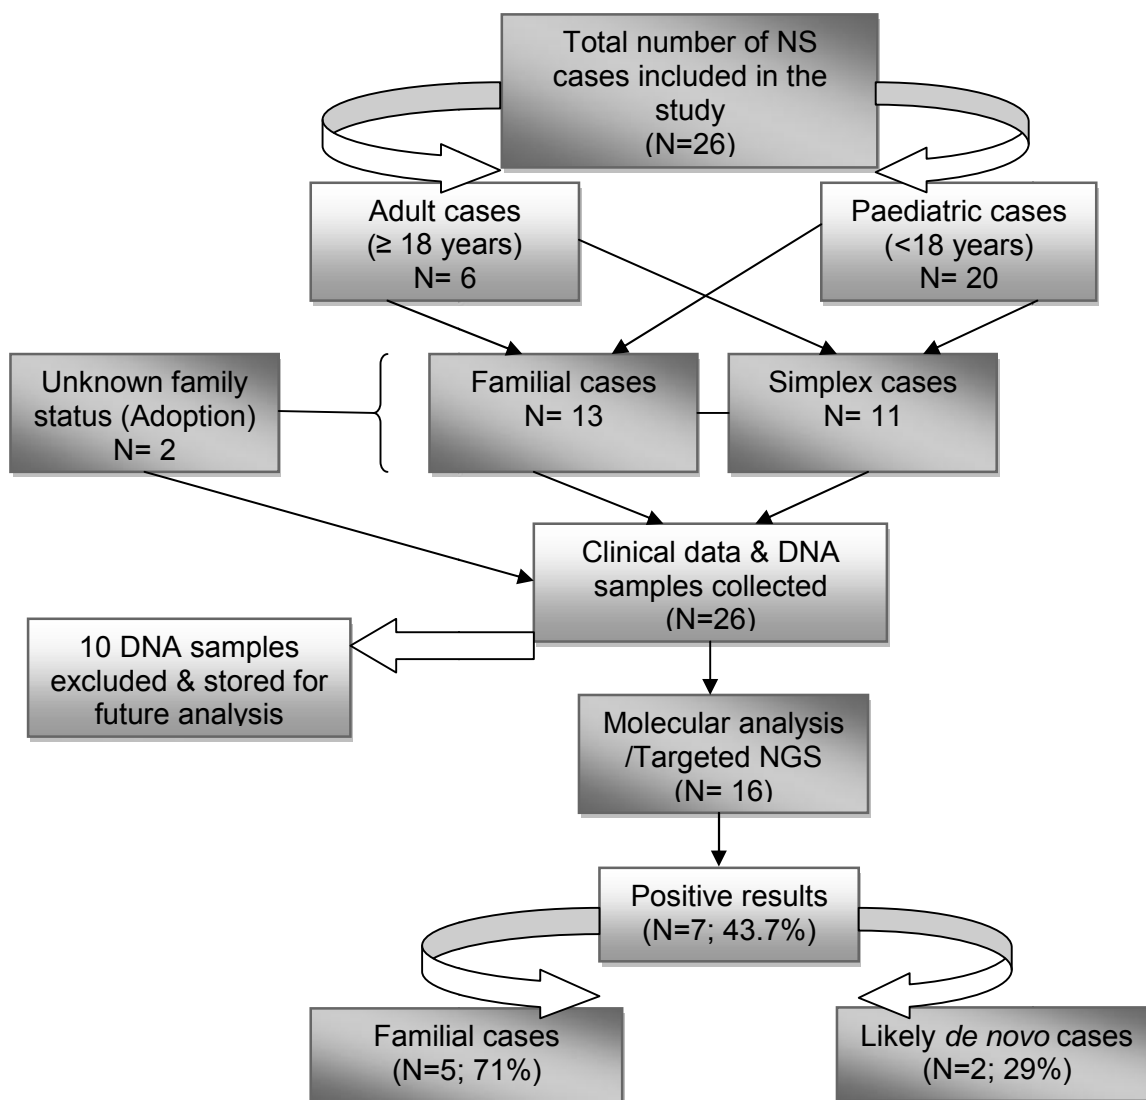 Total number of NS
cases included in the
study
(N=26)
Adult cases
(≥ 18 years)
N= 6
Paediatric cases
(<18 years)
N= 20
Unknown family
status (Adoption)
N= 2
Familial cases
N= 13
Simplex cases
N= 11
Clinical data & DNA
samples collected
(N=26)
10 DNA samples
excluded & stored for
future analysis
Molecular analysis
/Targeted NGS
(N= 16)
Positive results
(N=7; 43.7%)
Familial cases
(N=5; 71%)
Likely de novo cases
(N=2; 29%)